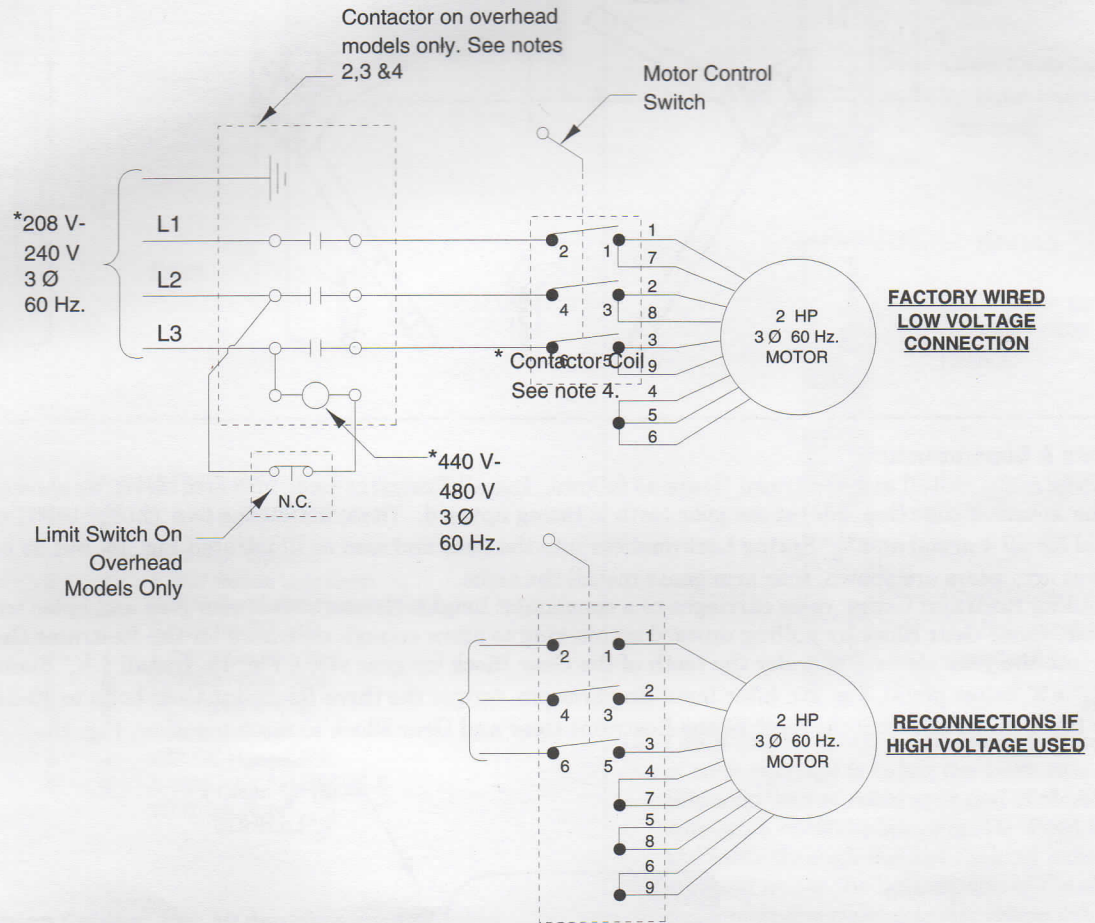 Contactor on overhead
models only. See notes
2,3 &4
Motor Control
Switch
*208 V-
240 V
3 Ø
60 Hz.
L1
L2
L3
2
1
4
3
6
5
1
7
2
8
3
9
4
5
6
2 HP
3 Ø 60 Hz.
MOTOR
FACTORY WIRED
LOW VOLTAGE
CONNECTION
* Contactor Coil
See note 4.
N.C.
Limit Switch On
Overhead
Models Only
*440 V-
480 V
3 Ø
60 Hz.
2
1
4
3
6
5
1
2
3
4
7
5
8
6
9
2 HP
3 Ø 60 Hz.
MOTOR
RECONNECTIONS IF
HIGH VOLTAGE USED